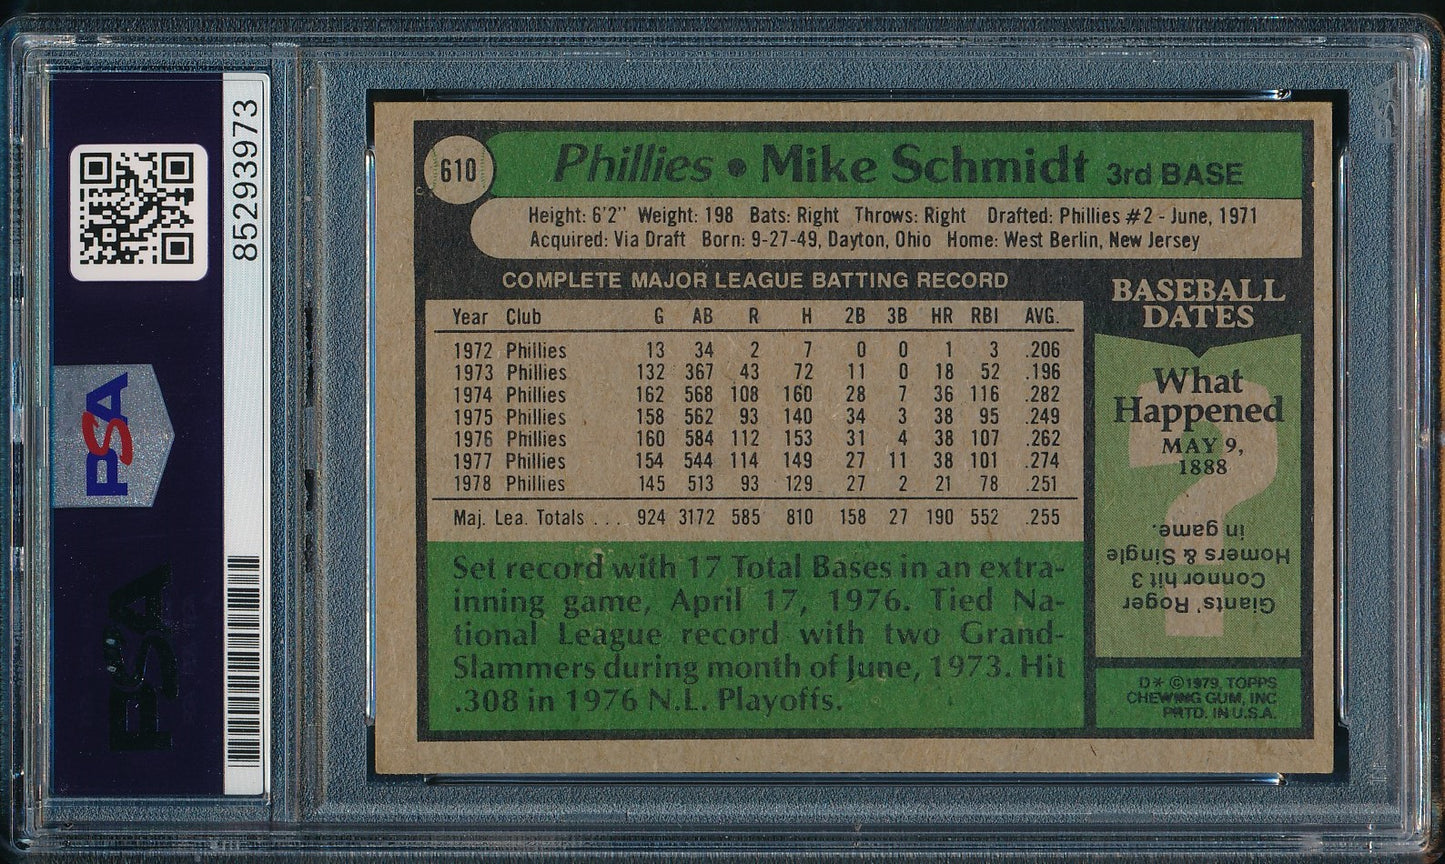 85293973
PSA
PSA
610
Phillies • Mike Schmidt 3rd BASE
Height: 6'2" Weight: 198 Bats: Right Throws: Right Drafted: Phillies #2 - June, 1971
Acquired: Via Draft Born: 9-27-49, Dayton, Ohio Home: West Berlin, New Jersey
COMPLETE MAJOR LEAGUE BATTING RECORD
Year Club G AB R H 2B 3B HR RBI AVG.
1972 Phillies 13 34 2 7 0 0 1 3 .206
1973 Phillies 132 367 43 72 11 0 18 52 .196
1974 Phillies 162 568 108 160 28 7 36 116 .282
1975 Phillies 158 562 93 140 34 3 38 95 .249
1976 Phillies 160 584 112 153 31 4 38 107 .262
1977 Phillies 154 544 114 149 27 11 38 101 .274
1978 Phillies 145 513 93 129 27 2 21 78 .251
Maj. Lea. Totals . . . 924 3172 585 810 158 27 190 552 .255
Set record with 17 Total Bases in an extra-
inning game, April 17, 1976. Tied Na-
tional League record with two Grand-
Slammers during month of June, 1973. Hit
.308 in 1976 N.L. Playoffs.
BASEBALL
DATES
What
Happened
MAY 9,
1888
?
Giants' Roger
Connor hit 3
Homers & Single
in game.
D* ©1979, TOPPS
CHEWING GUM, INC
PRTD. IN U.S.A.